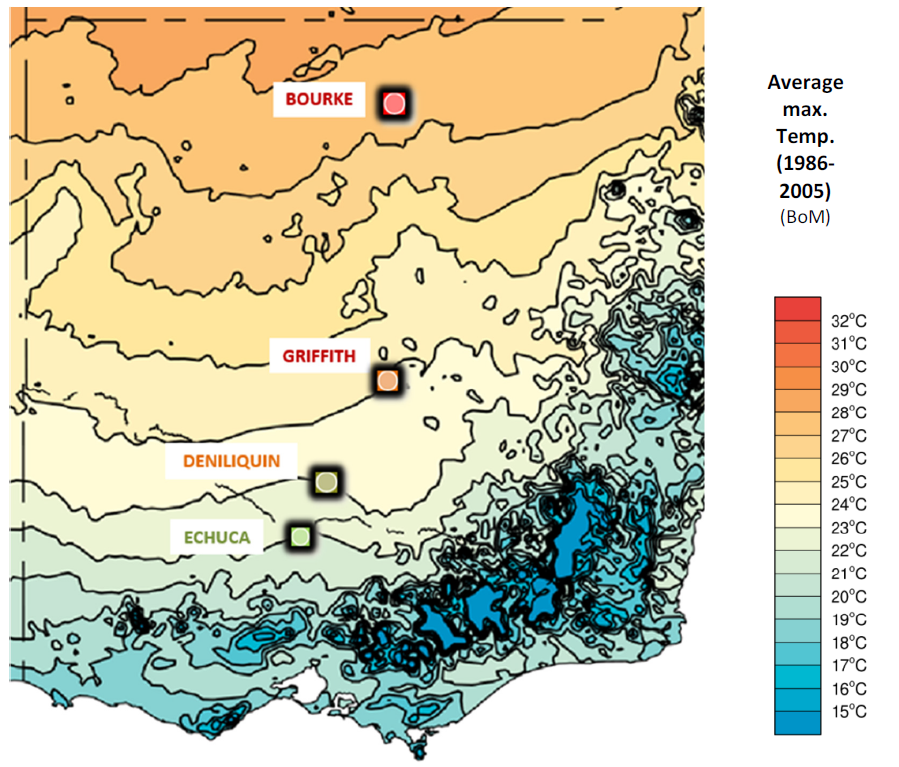 BOURKE
GRIFFITH
DENILIQUIN
ECHUCA
Average
max.
Temp.
(1986-
2005)
(BoM)
32°C
31°C
30°C
29°C
28°C
27°C
26°C
25°C
24°C
23°C
22°C
21°C
20°C
19°C
18°C
17°C
16°C
15°C